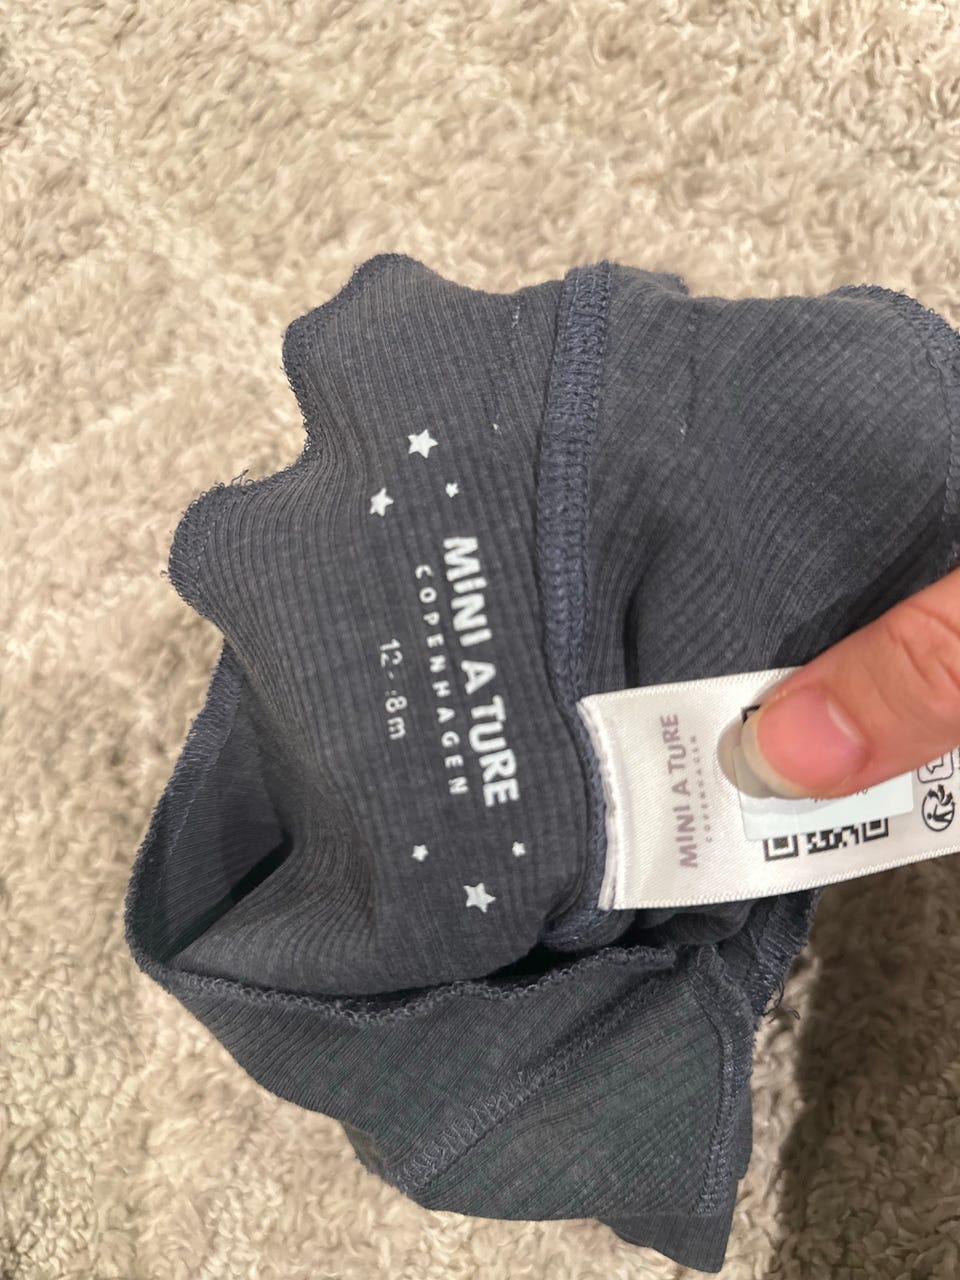 MINI A TURE
COPENHAGEN
12-18m
MINI A TURE
COPENHAGEN